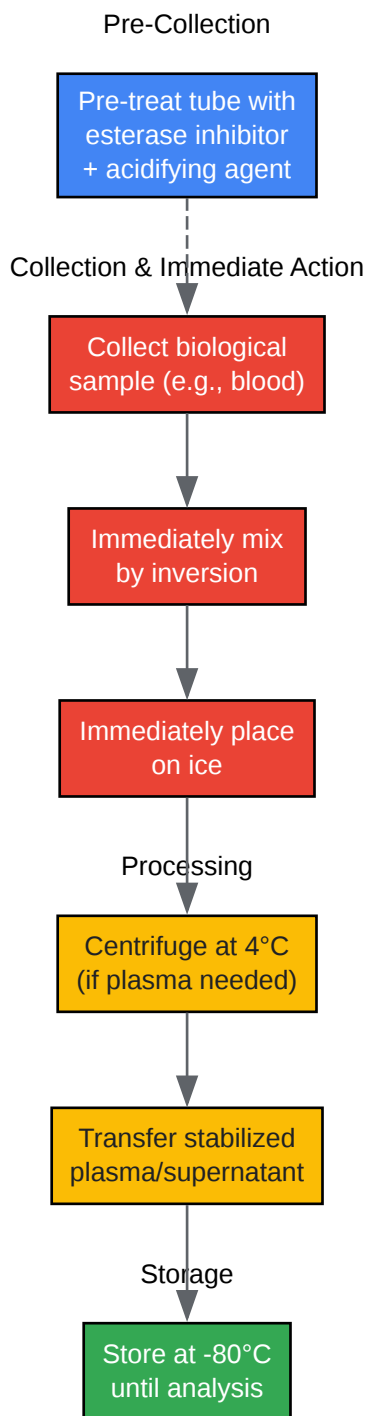 Pre-Collection
Pre-treat tube with
esterase inhibitor
+ acidifying agent
Collection & Immediate Action
Collect biological
sample (e.g., blood)
Immediately mix
by inversion
Immediately place
on ice
Processing
Centrifuge at 4°C
(if plasma needed)
Transfer stabilized
plasma/supernatant
Storage
Store at -80°C
until analysis